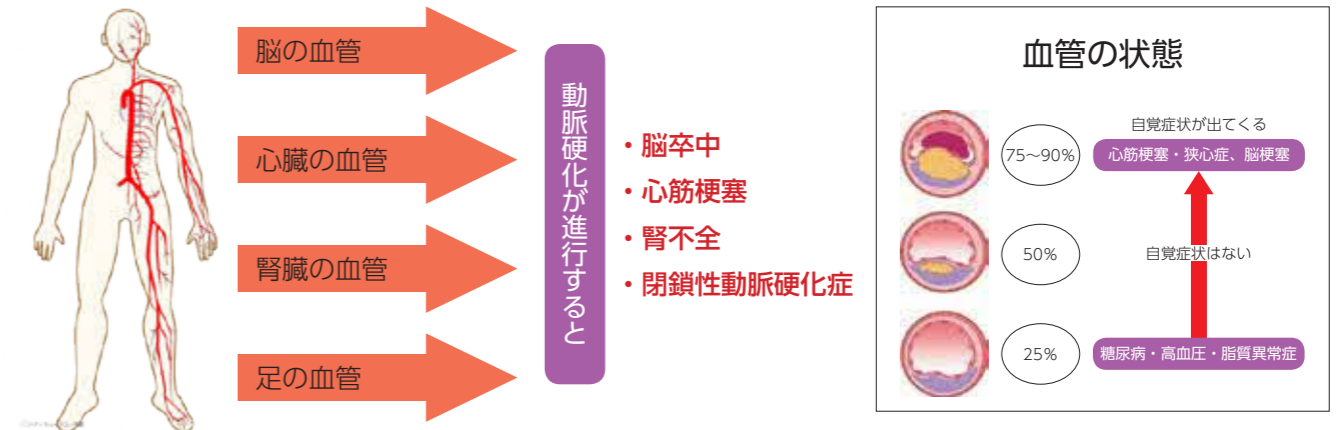 脳の血管
心臓の血管
腎臓の血管
足の血管
動脈硬化が進行すると
・脳卒中
・心筋梗塞
・腎不全
・閉鎖性動脈硬化症
血管の状態
自覚症状が出てくる
75〜90%
心筋梗塞・狭心症、脳梗塞
50%
自覚症状はない
25%
糖尿病・高血圧・脂質異常症